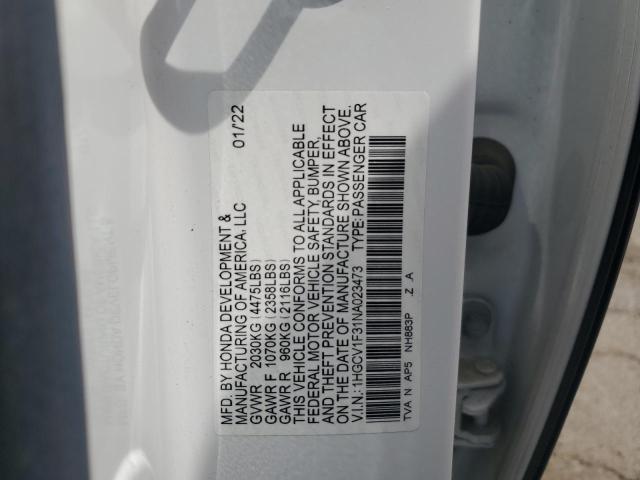 MFD. BY HONDA DEVELOPMENT &
MANUFACTURING OF AMERICA, LLC 01/'22
GVWR 2030KG(4475LBS)
GAWR F 1070KG(2358LBS)
GAWR R 960KG(2116LBS)
THIS VEHICLE CONFORMS TO ALL APPLICABLE
FEDERAL MOTOR VEHICLE SAFETY, BUMPER,
AND THEFT PREVENTION STANDARDS IN EFFECT
ON THE DATE OF MANUFACTURE SHOWN ABOVE.
V.I.N:1HGCV1F31NA023473 TYPE:PASSENGER CAR
TVA N AP5 NH883P .Z A